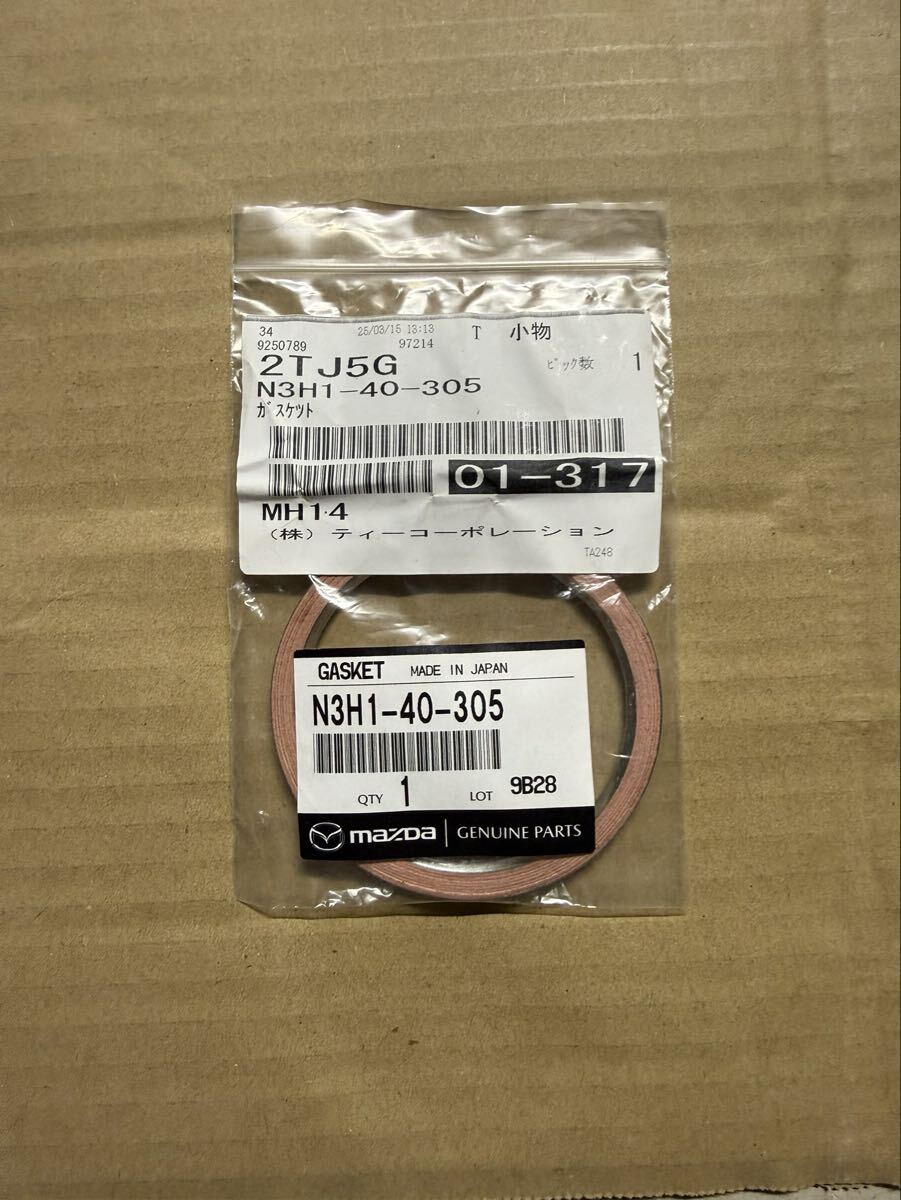 34 25/03/15 13:13 T 小物
9250789 97214
2TJ5G ﾋﾟｯｸ数 1
N3H1-40-305
ｶﾞｽｹｯﾄ
01-317
MH1·4
(株) ティーコーポレーション
TA248
GASKET MADE IN JAPAN
N3H1-40-305
QTY 1 LOT 9B28
mazda GENUINE PARTS